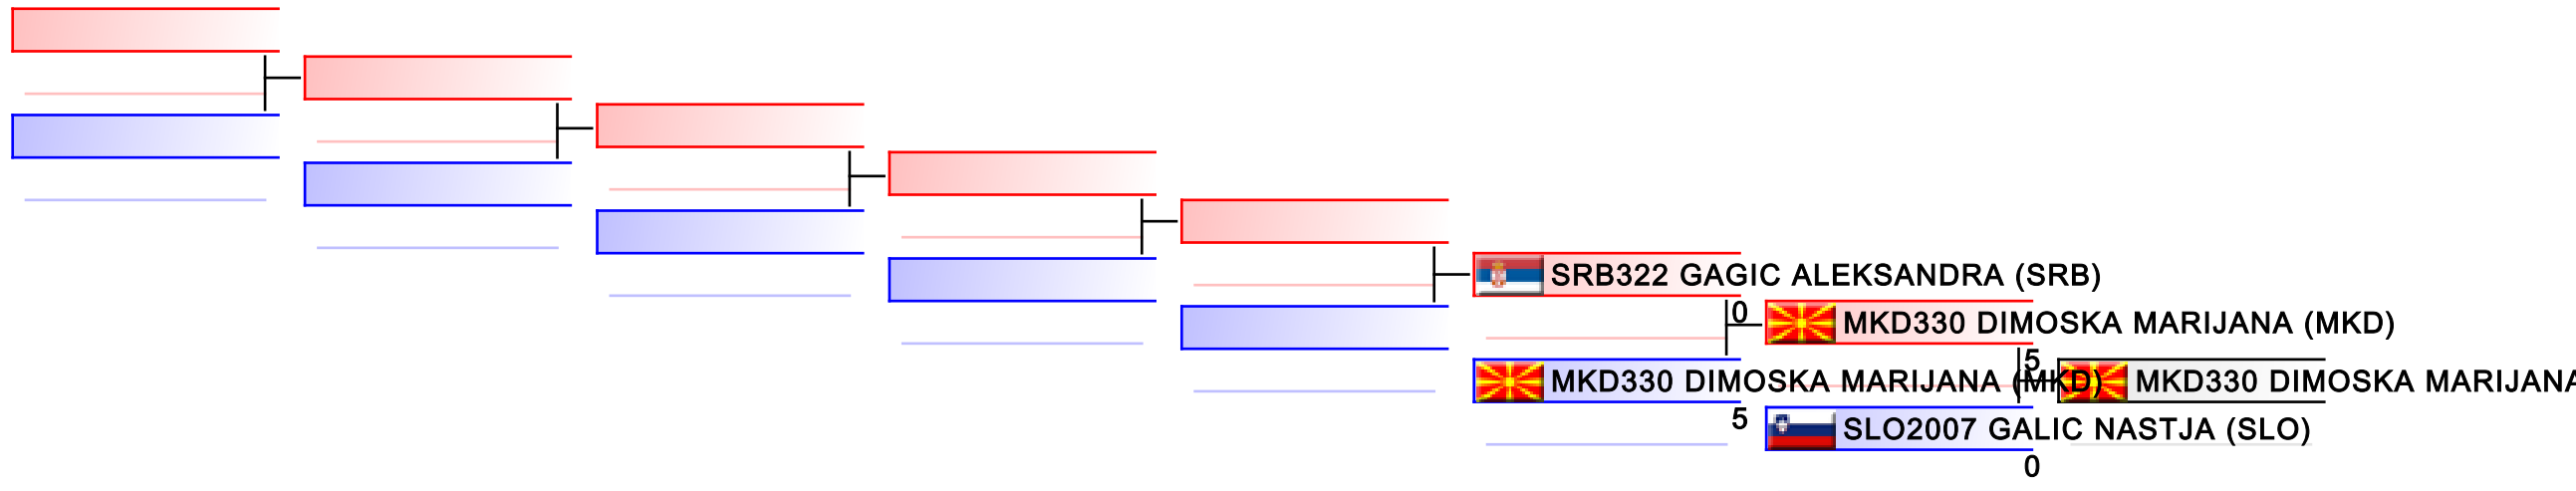 SRB322 GAGIC ALEKSANDRA (SRB)
0
MKD330 DIMOSKA MARIJANA (MKD)
5
MKD330 DIMOSKA MARIJANA (MKD)
5
MKD330 DIMOSKA MARIJANA
SLO2007 GALIC NASTJA (SLO)
0